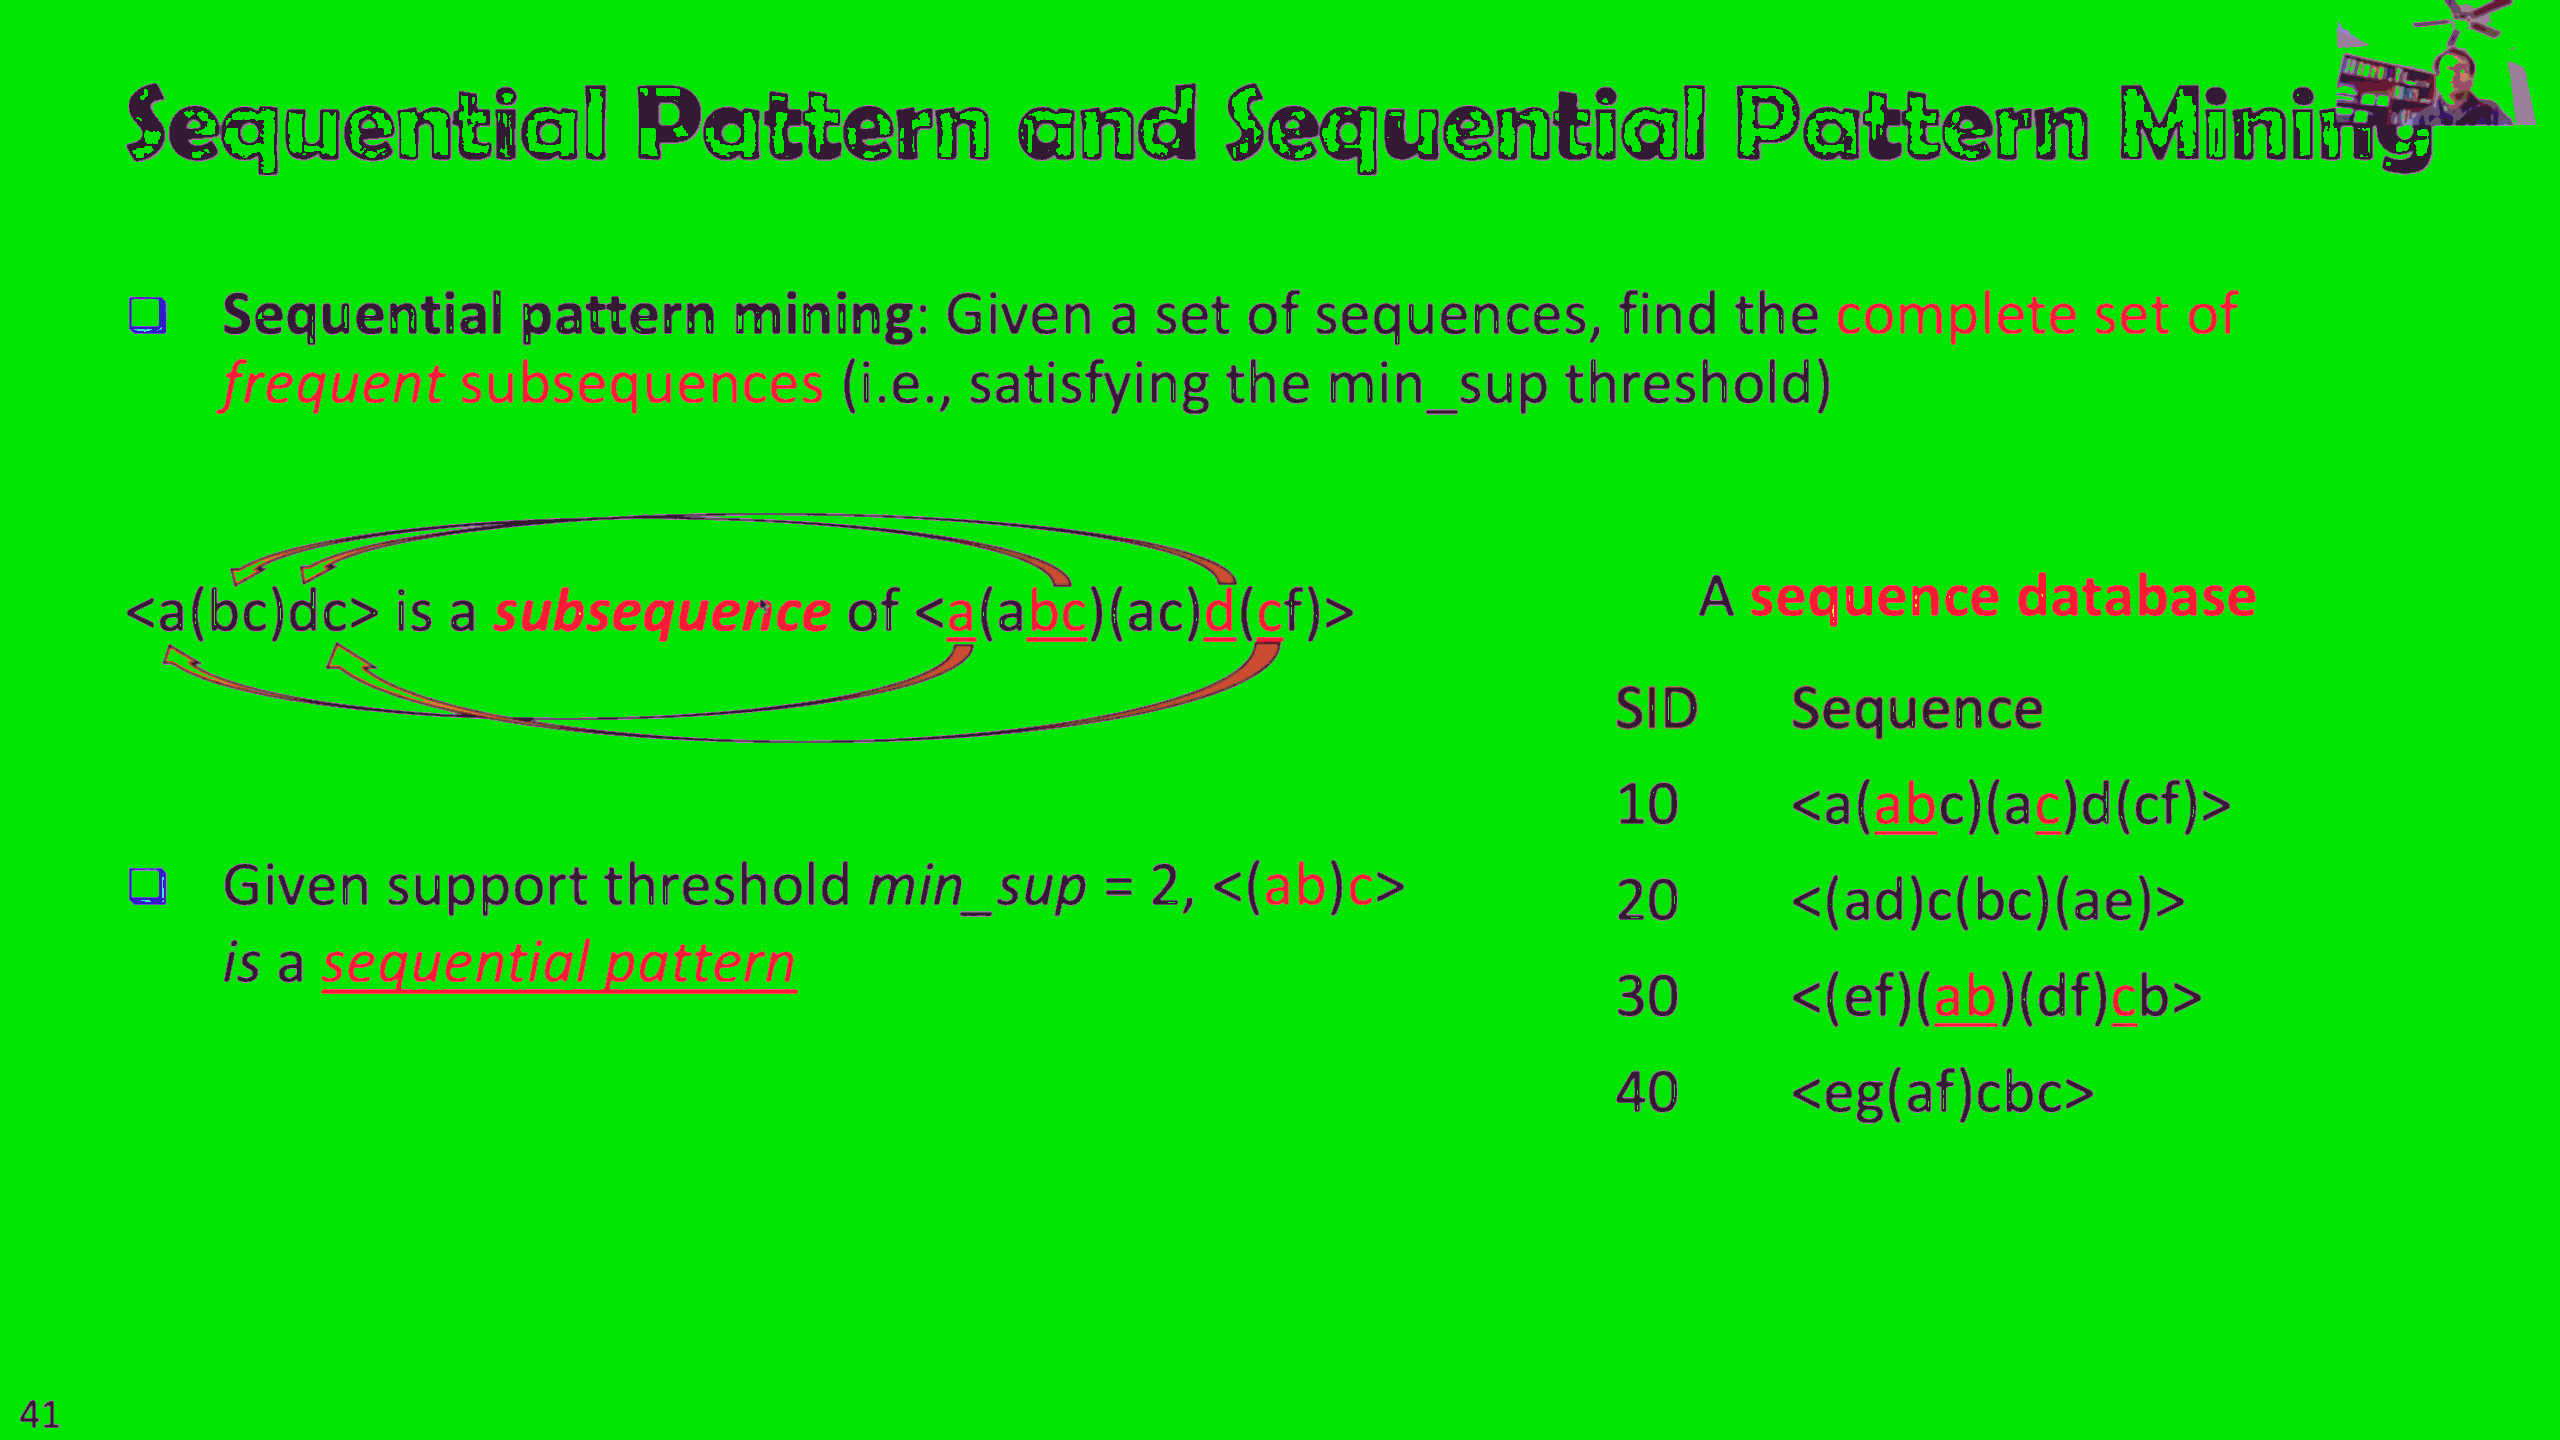 Sequential Pattern and Sequential Pattern Mining
Sequential pattern mining: Given a set of sequences, find the complete set of
frequent subsequences (i.e., satisfying the min_sup threshold)
<a(bc)dc> is a subsequence of <a(abc)(ac)d(cf)>
Given support threshold min_sup = 2, <(ab)c>
is a sequential pattern
A sequence database
SID Sequence
10 <a(abc)(ac)d(cf)>
20 <(ad)c(bc)(ae)>
30 <(ef)(ab)(df)cb>
40 <eg(af)cbc>
41